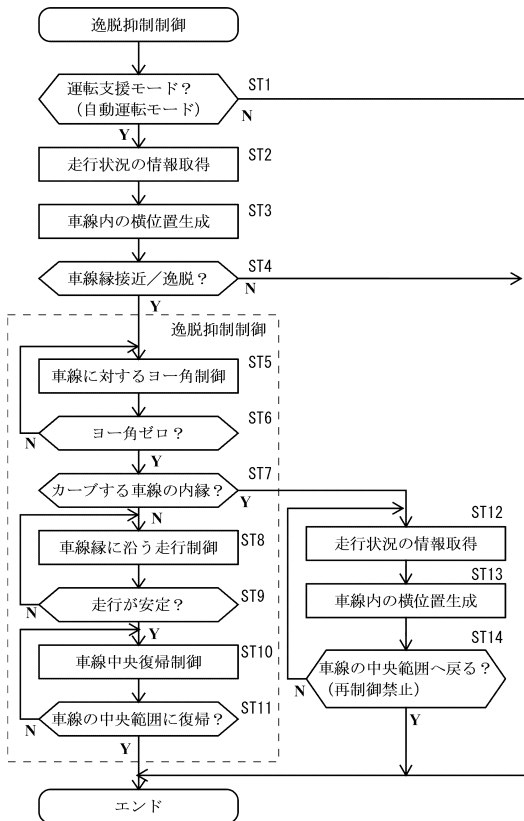 逸脱抑制制御
運転支援モード？
（自動運転モード）
ST1
N
Y
走行状況の情報取得
ST2
車線内の横位置生成
ST3
車線縁接近／逸脱？
ST4
N
Y
逸脱抑制制御
車線に対するヨー角制御
ST5
ヨー角ゼロ？
ST6
N
Y
カーブする車線の内縁？
ST7
Y
N
車線縁に沿う走行制御
ST8
走行が安定？
ST9
N
Y
車線中央復帰制御
ST10
車線の中央範囲に復帰？
ST11
N
Y
走行状況の情報取得
ST12
車線内の横位置生成
ST13
車線の中央範囲へ戻る？
（再制御禁止）
ST14
N
Y
エンド